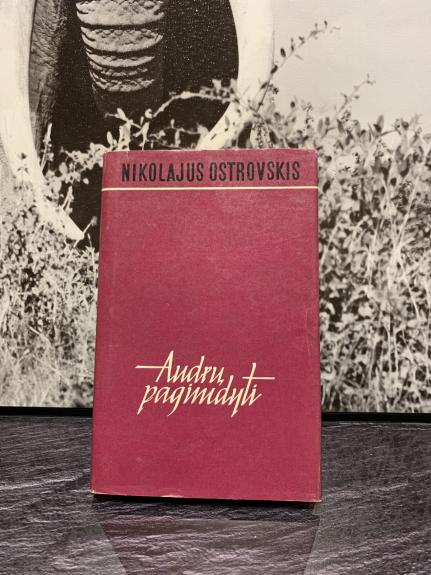 NIKOLAJUS OSTROVSKIS
Audrų
pagimdyti